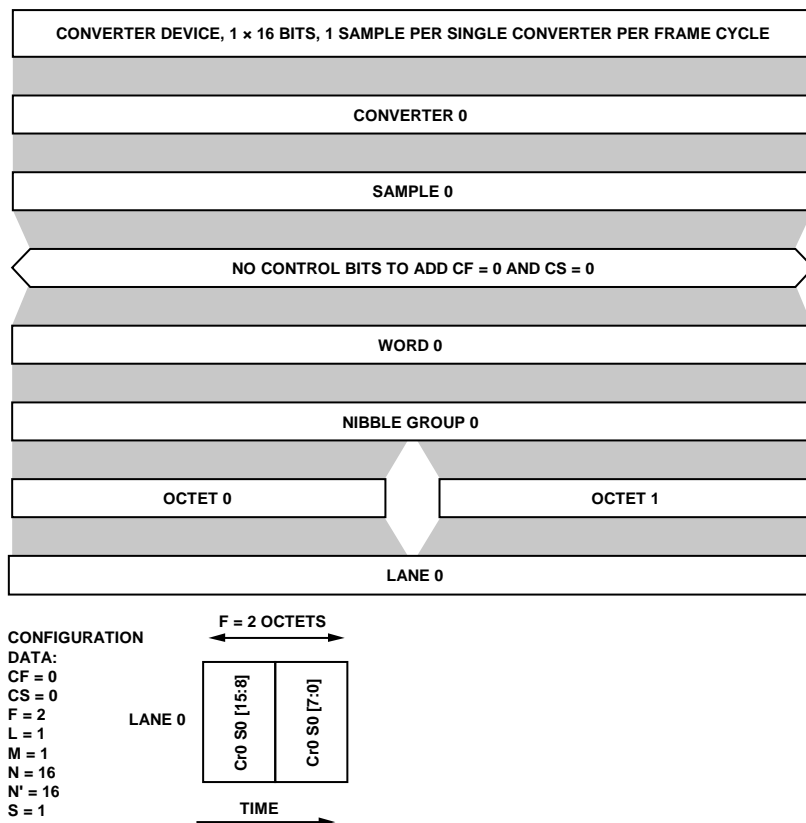 CONVERTER DEVICE, 1 × 16 BITS, 1 SAMPLE PER SINGLE CONVERTER PER FRAME CYCLE
CONVERTER 0
SAMPLE 0
NO CONTROL BITS TO ADD CF = 0 AND CS = 0
WORD 0
NIBBLE GROUP 0
OCTET 0
OCTET 1
LANE 0
CONFIGURATION
DATA:
CF = 0
CS = 0
F = 2
L = 1
M = 1
N = 16
N' = 16
S = 1
F = 2 OCTETS
LANE 0
Cr0 S0 [15:8]
Cr0 S0 [7:0]
TIME